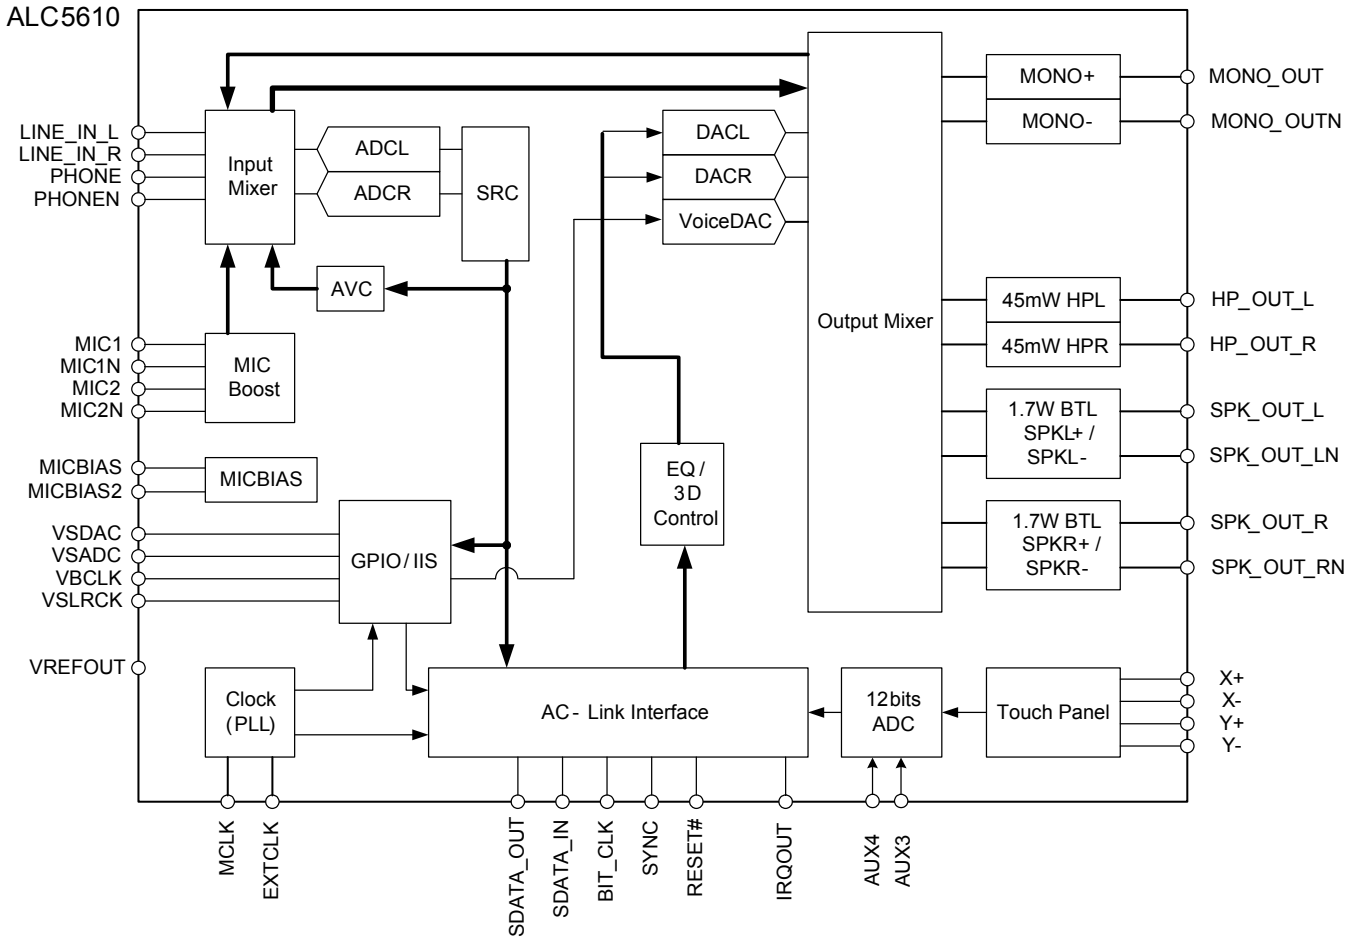 ALC5610
LINE_IN_L
LINE_IN_R
PHONE
PHONEN
Input
Mixer
ADCL
ADCR
SRC
AVC
DACL
DACR
VoiceDAC
Output Mixer
MONO+
MONO-
MONO_OUT
MONO_OUTN
45mW HPL
45mW HPR
HP_OUT_L
HP_OUT_R
1.7W BTL
SPKL+ /
SPKL-
SPK_OUT_L
SPK_OUT_LN
1.7W BTL
SPKR+ /
SPKR-
SPK_OUT_R
SPK_OUT_RN
MIC1
MIC1N
MIC2
MIC2N
MIC
Boost
MICBIAS
MICBIAS2
MICBIAS
VSDAC
VSADC
VBCLK
VSLRCK
GPIO/IIS
EQ /
3D
Control
VREFOUT
Clock
(PLL)
AC- Link Interface
12bits
ADC
Touch Panel
X+
X-
Y+
Y-
MCLK
EXTCLK
SDATA_OUT
SDATA_IN
BIT_CLK
SYNC
RESET#
IRQOUT
AUX4
AUX3